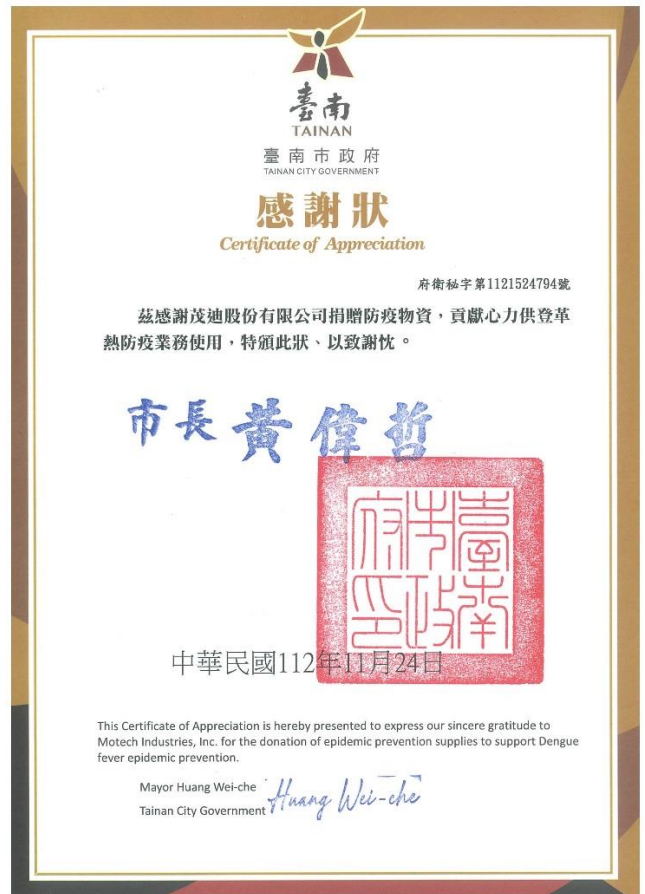 臺南
TAINAN
臺南市政府
TAINAN CITY GOVERNMENT
感謝狀
Certificate of Appreciation
府衛秘字第1121524794號
茲感謝茂迪股份有限公司捐贈防疫物資,貢獻心力供登革
熱防疫業務使用,特頒此狀、以致謝忱。
市長 黃偉哲
臺南市政府印
中華民國112年11月24日
This Certificate of Appreciation is hereby presented to express our sincere gratitude to
Motech Industries, Inc. for the donation of epidemic prevention supplies to support Dengue
fever epidemic prevention.
Mayor Huang Wei-che
Tainan City Government
Huang Wei-che